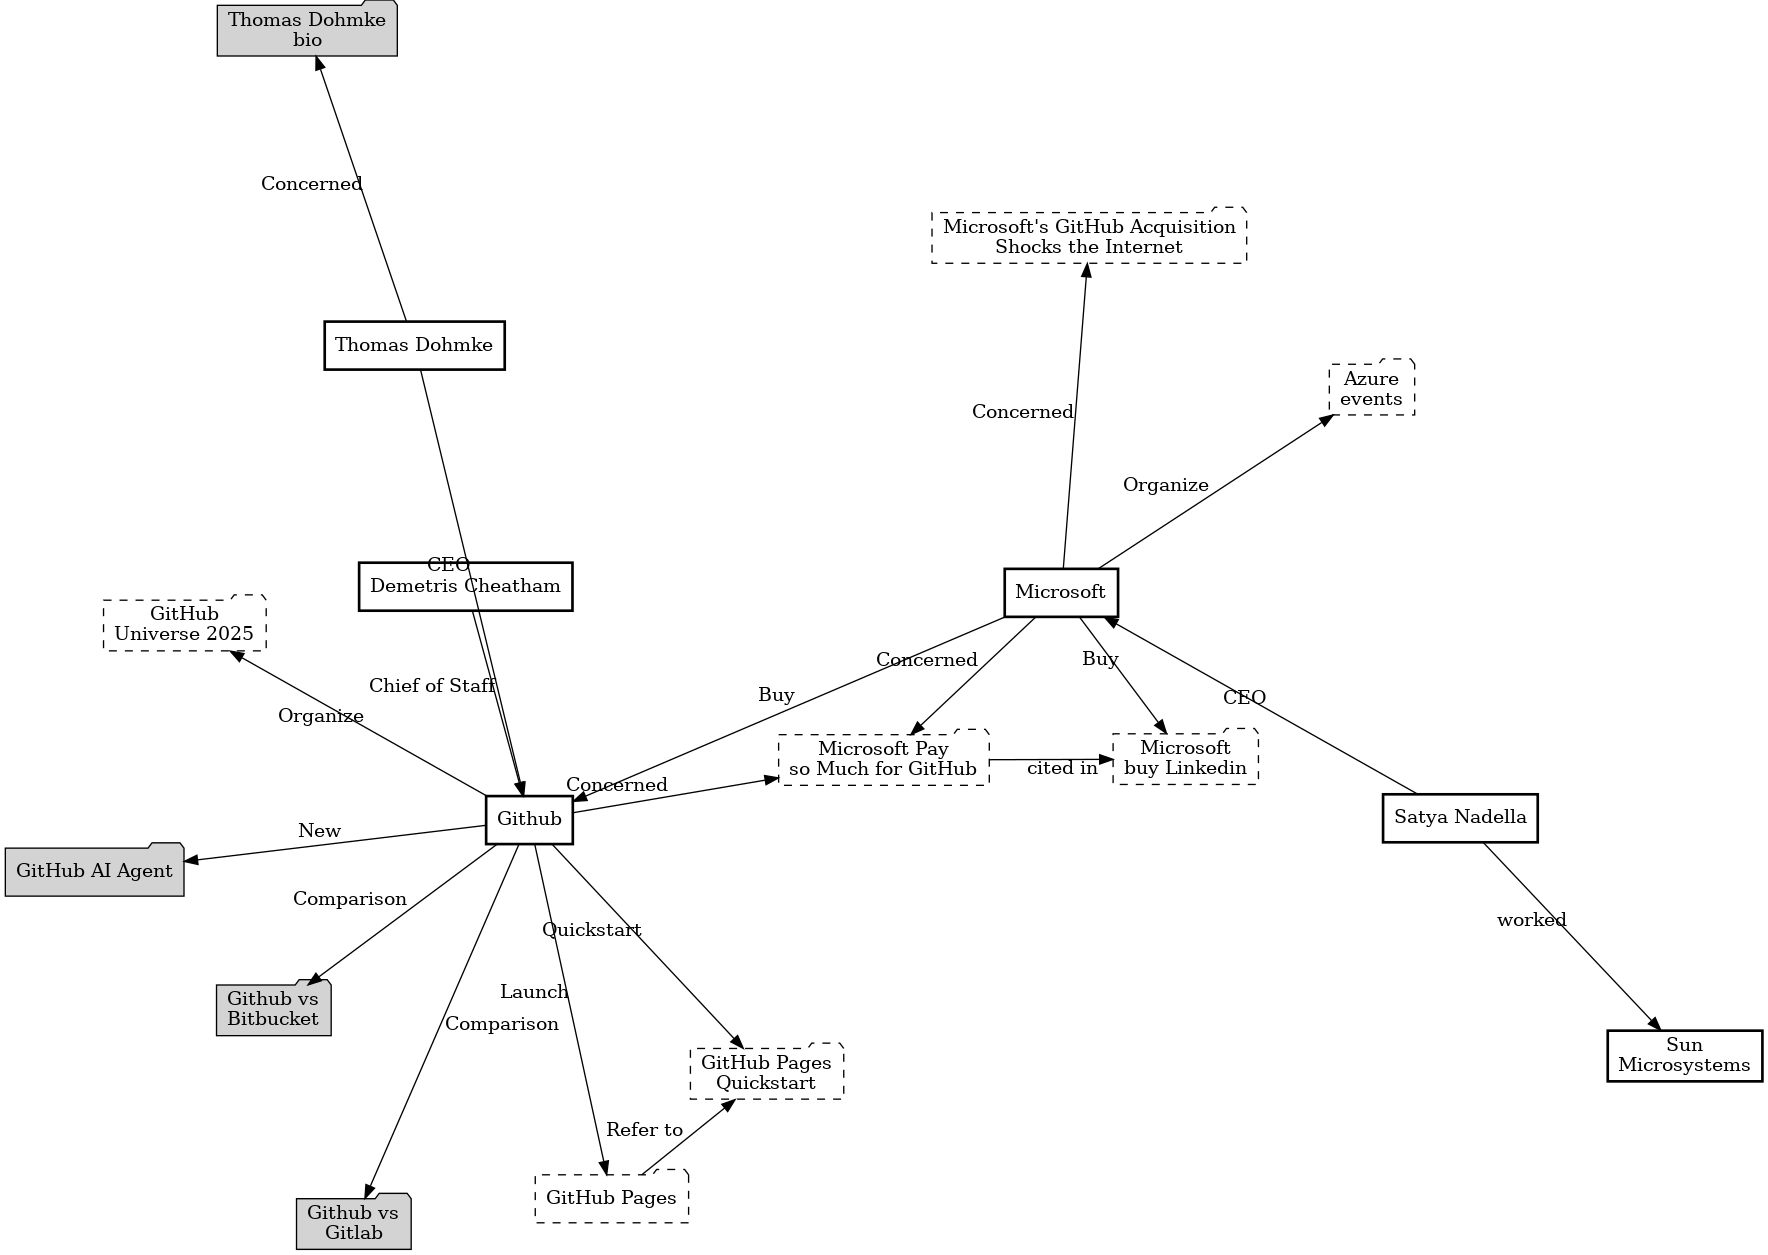 Thomas Dohmke
bio
Concerned
Microsoft's GitHub Acquisition
Shocks the Internet
Thomas Dohmke
Azure
events
Concerned
Organize
CEO
Demetris Cheatham
Microsoft
GitHub
Universe 2025
Concerned
Buy
Chief of Staff
Buy
CEO
Organize
Microsoft Pay
so Much for GitHub
cited in
Microsoft
buy Linkedin
Concerned
Github
Satya Nadella
New
GitHub AI Agent
Comparison
Quickstart
worked
Launch
Github vs
Bitbucket
Comparison
GitHub Pages
Quickstart
Sun
Microsystems
Refer to
GitHub Pages
Github vs
Gitlab